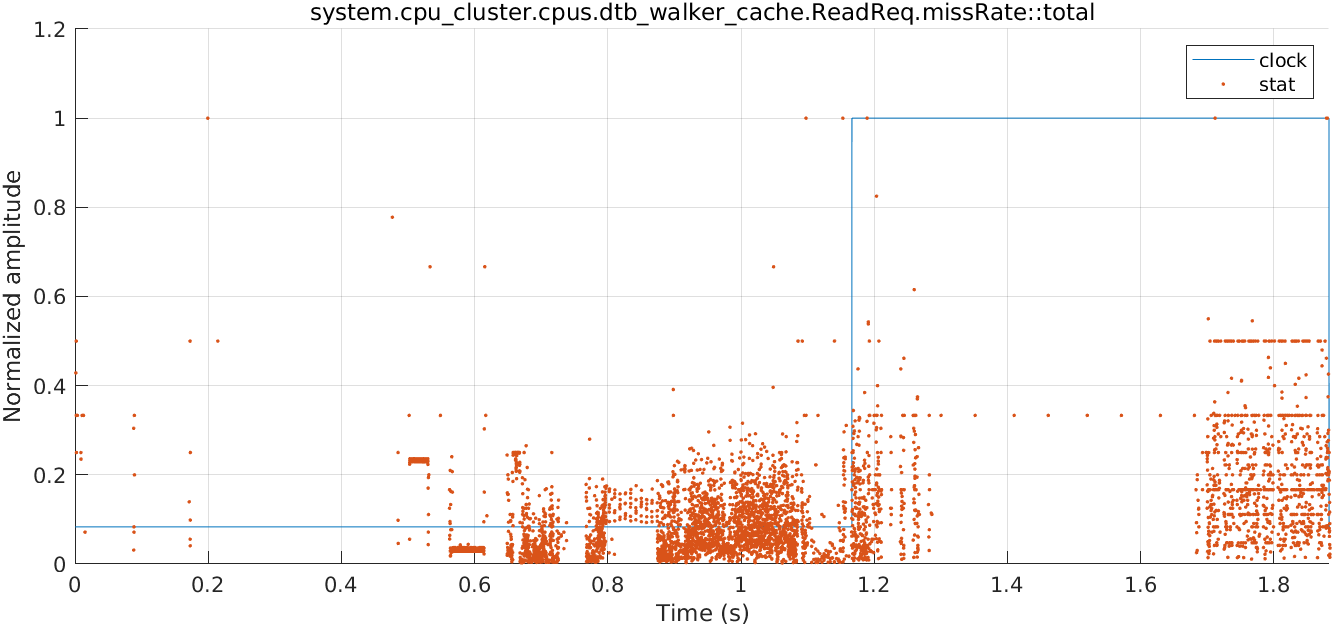 system.cpu_cluster.cpus.dtb_walker_cache.ReadReq.missRate::total
clock
stat
Normalized amplitude
1.2
1
0.8
0.6
0.4
0.2
0
0 0.2 0.4 0.6 0.8 1 1.2 1.4 1.6 1.8
Time (s)